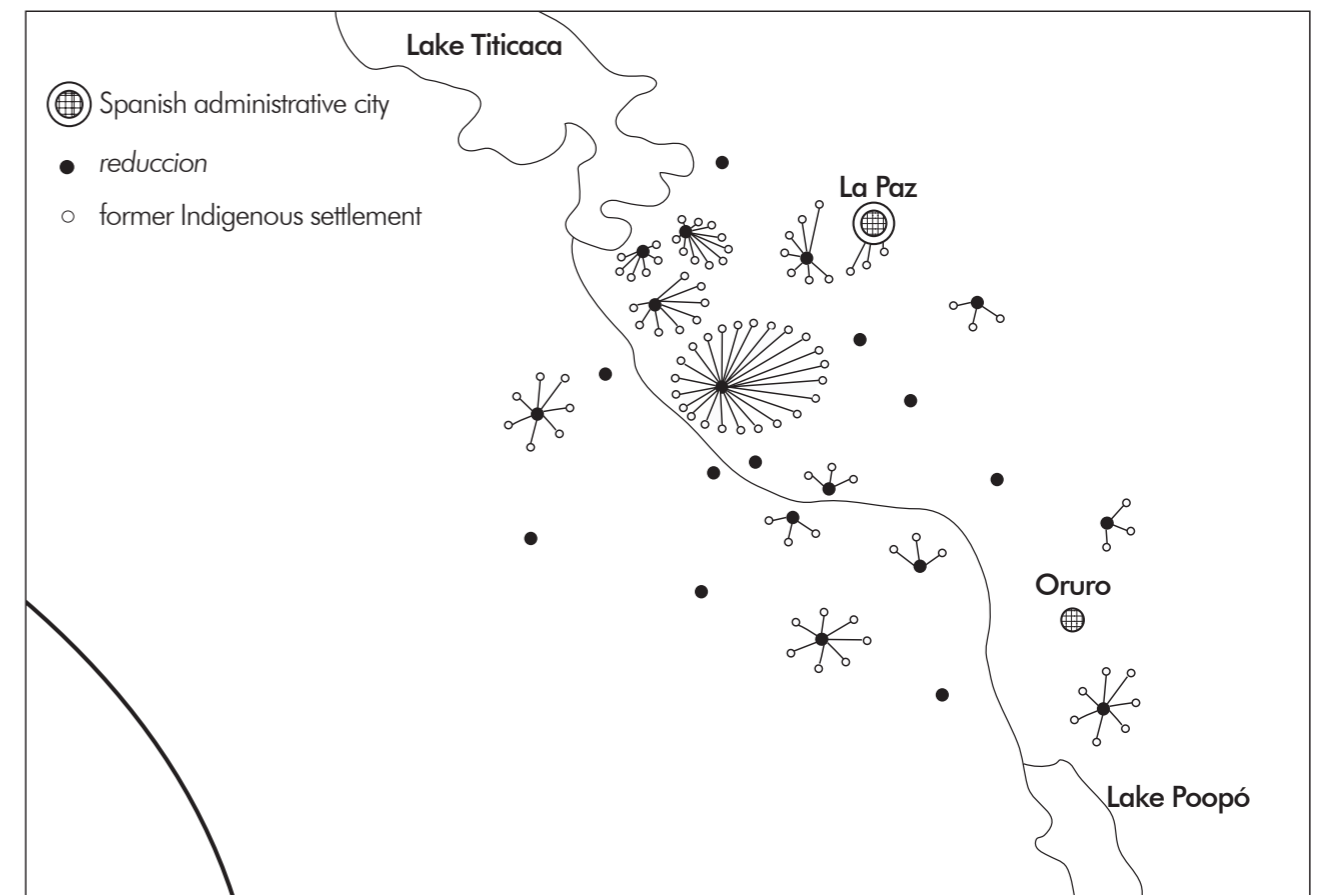 Lake Titicaca
Spanish administrative city
reduccion
former Indigenous settlement
La Paz
Oruro
Lake Poopó